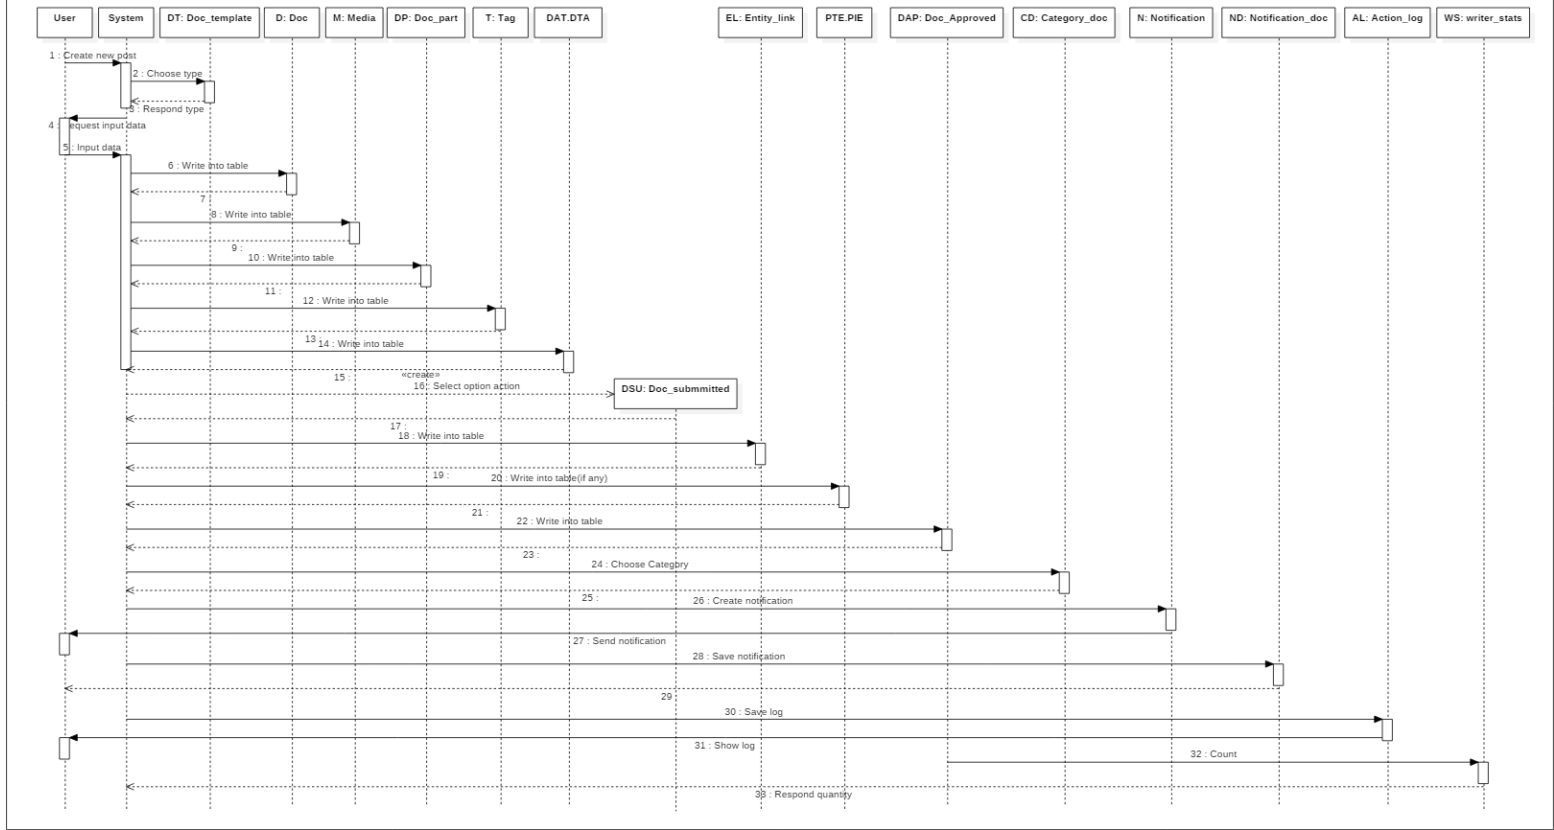 User
System
DT: Doc_template
D: Doc
M: Media
DP: Doc_part
T: Tag
DAT.DTA
EL: Entity_link
PTE.PIE
DAP: Doc_Approved
CD: Category_doc
N: Notification
ND: Notification_doc
AL: Action_log
WS: writer_stats
1 : Create new post
2 : Choose type
3 : Respond type
4 : Request input data
5 : Input data
6 : Write into table
7
8 : Write into table
9 :
10 : Write into table
11 :
12 : Write into table
13 :
14 : Write into table
15 :
«create»
16 : Select option action
DSU: Doc_submmitted
17 :
18 : Write into table
19 :
20 : Write into table(if any)
21 :
22 : Write into table
23 :
24 : Choose Category
25 :
26 : Create notification
27 : Send notification
28 : Save notification
29
30 : Save log
31 : Show log
32 : Count
33 : Respond quantity